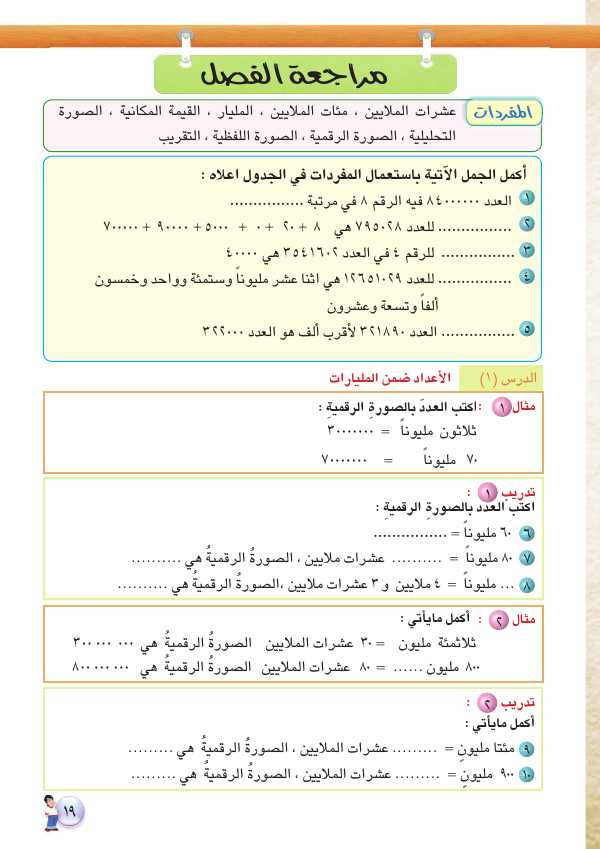 مراجعة الفصل
المفردات
عشرات الملايين ، مئات الملايين ، المليار ، القيمة المكانية ، الصورة
التحليلية ، الصورة الرقمية ، الصورة اللفظية ، التقريب
أكمل الجمل الآتية باستعمال المفردات في الجدول اعلاه :
١ العدد ٨٤٠٠٠٠٠٠ فيه الرقم ٨ في مرتبة ................
٢ ................ للعدد ٧٩٥٠٢٨ هي ٨ + ٢٠ + ٠ + ٥٠٠٠ + ٩٠٠٠٠ + ٧٠٠٠٠٠
٣ ................ للرقم ٤ في العدد ٣٥٤١٦٠٢ هي ٤٠٠٠٠
٤ ................ للعدد ١٢٦٥١٠٢٩ هي اثنا عشر مليوناً وستمئة وواحد وخمسون
ألفاً وتسعة وعشرون
٥ ................ العدد ٣٢١٨٩٠ لأقرب ألف هو العدد ٣٢٢٠٠٠
الدرس (١) الأعداد ضمن المليارات
مثال ١ : اكتب العددَ بالصورةِ الرقميةِ :
ثلاثون مليوناً = ٣٠٠٠٠٠٠٠
٧٠ مليوناً = ٧٠٠٠٠٠٠٠
تدريب ١ :
اكتب العدد بالصورةِ الرقميةِ :
٦ ٦٠ مليوناً = ................
٧ ٨٠ مليوناً = .......... عشرات ملايين ، الصورةُ الرقميةُ هي ..........
٨ ... مليوناً = ٤ ملايين و ٣ عشرات ملايين ،الصورةُ الرقميةُ هي ..........
مثال ٢ : أكمل مايأتي :
ثلاثمئة مليون = ٣٠ عشرات الملايين الصورةُ الرقميةُ هي ٣٠٠ ٠٠٠ ٠٠٠
٨٠٠ مليون ...... = ٨٠ عشرات الملايين الصورةُ الرقميةُ هي ٨٠٠ ٠٠٠ ٠٠٠
تدريب ٢ :
أكمل مايأتي :
٩ مئتا مليونٍ = ......... عشرات الملايين ، الصورةُ الرقميةُ هي .........
١٠ ٩٠٠ مليونٍ = ......... عشرات الملايين ، الصورةُ الرقميةُ هي .........
١٩